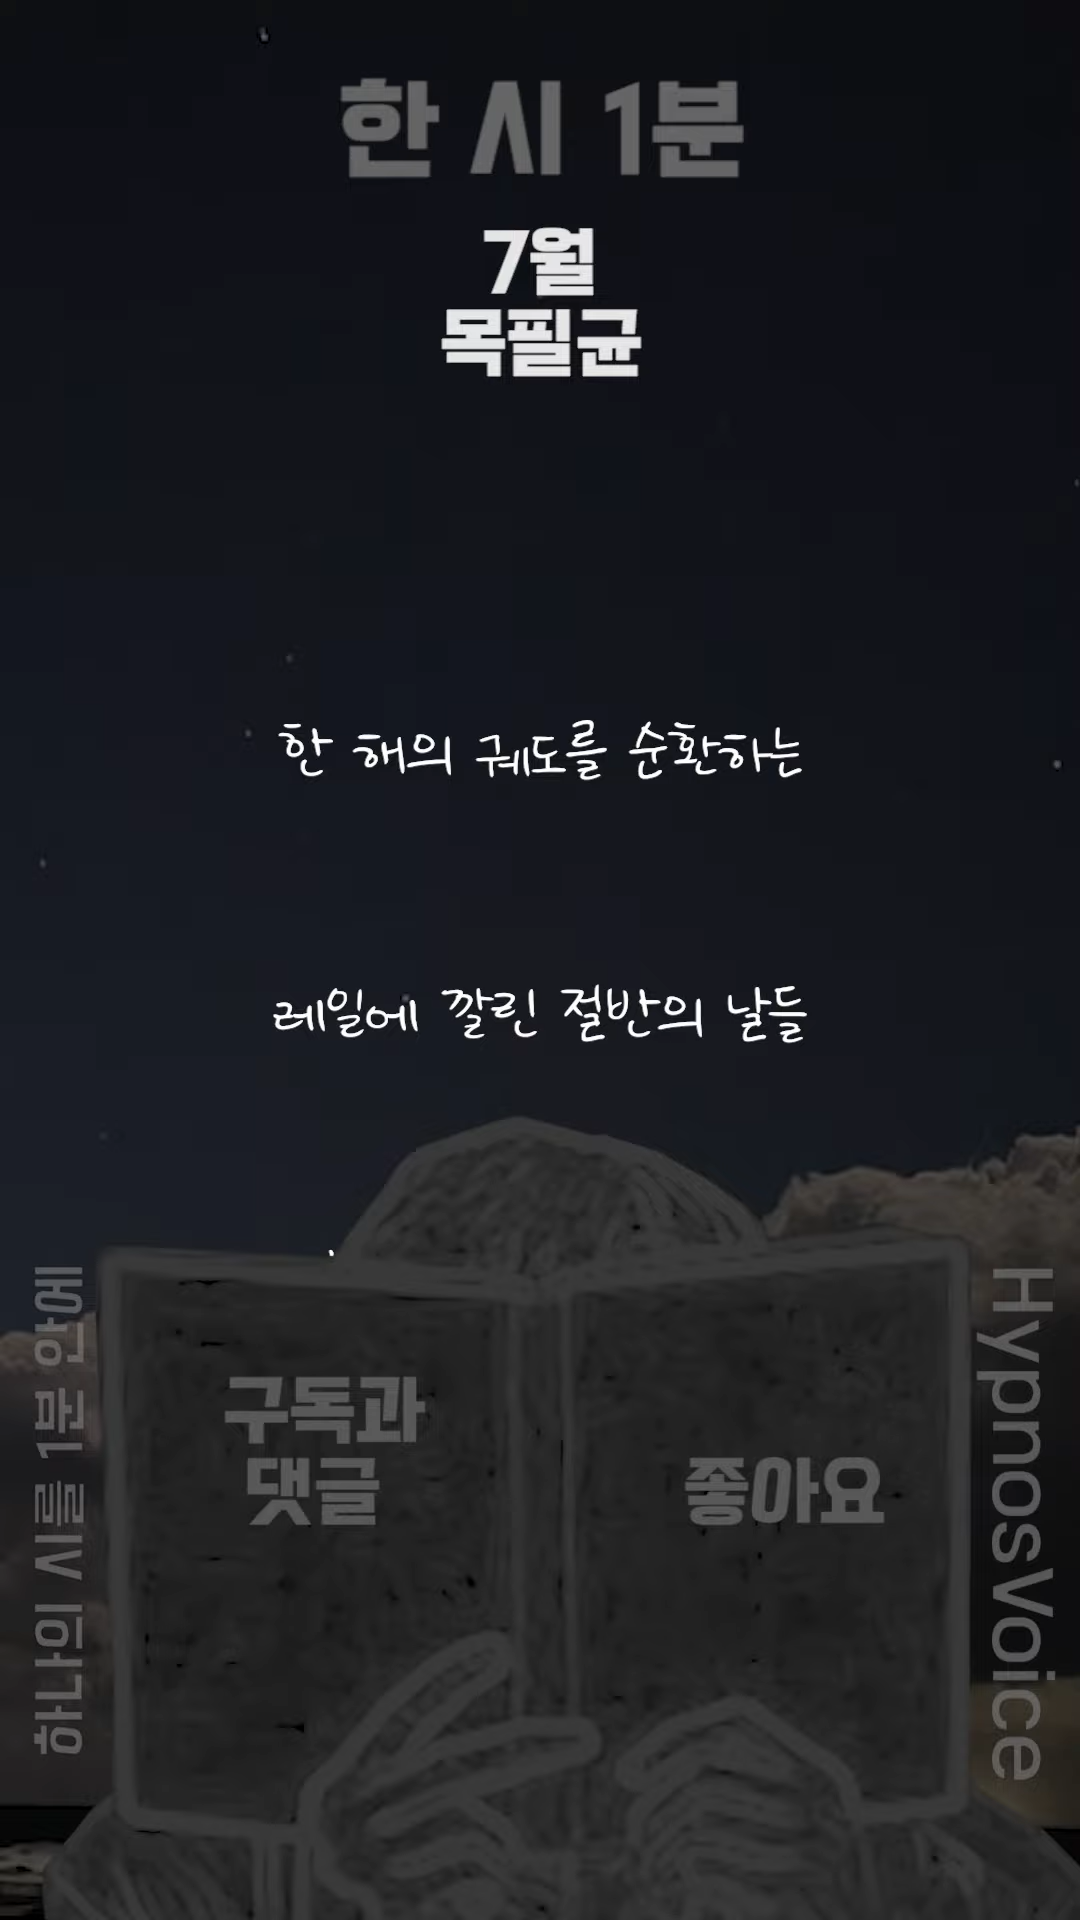 한 시 1분
7월
목필균
한 해의 궤도를 순환하는
레일에 깔린 절반의 날들
하나의 시를 1분 안에
구독과
댓글
좋아요
HypnosVoice